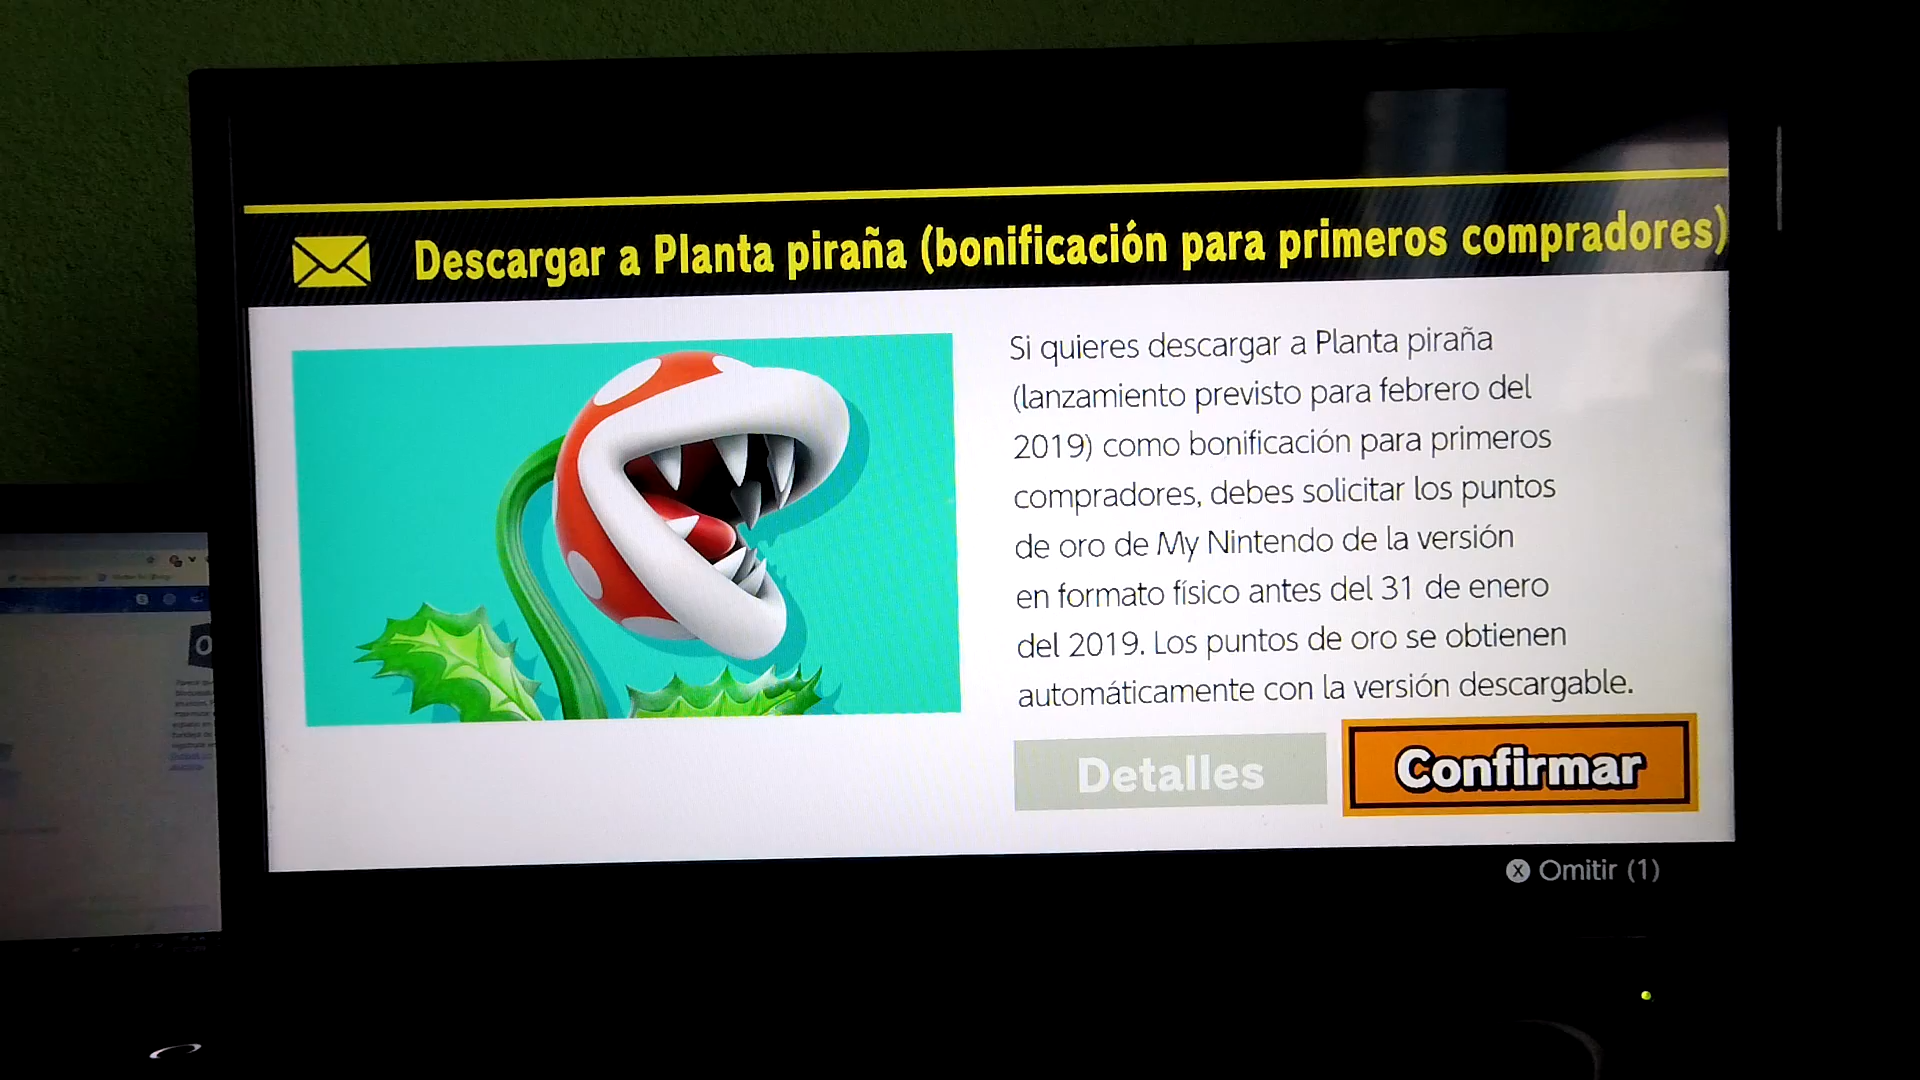 Descargar a Planta piraña (bonificación para primeros compradores)
Si quieres descargar a Planta piraña
(lanzamiento previsto para febrero del
2019) como bonificación para primeros
compradores, debes solicitar los puntos
de oro de My Nintendo de la versión
en formato físico antes del 31 de enero
del 2019. Los puntos de oro se obtienen
automáticamente con la versión descargable.
Detalles
Confirmar
X Omitir (1)